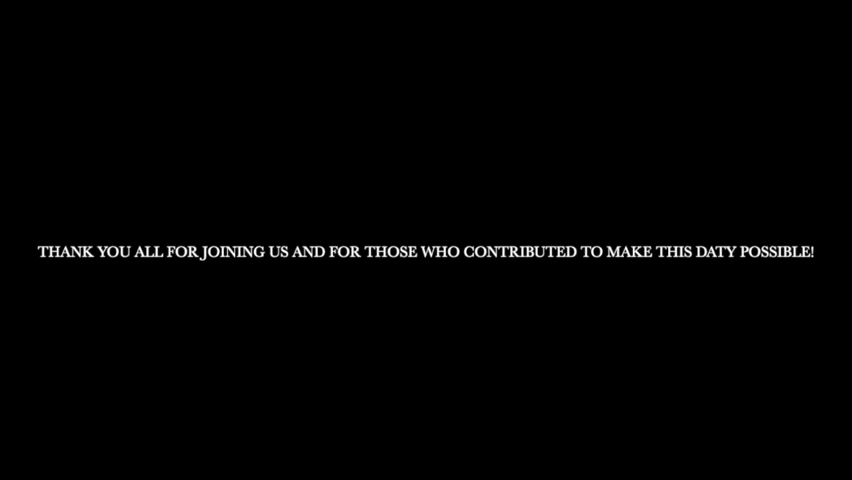 THANK YOU ALL FOR JOINING US AND FOR THOSE WHO CONTRIBUTED TO MAKE THIS DATY POSSIBLE!